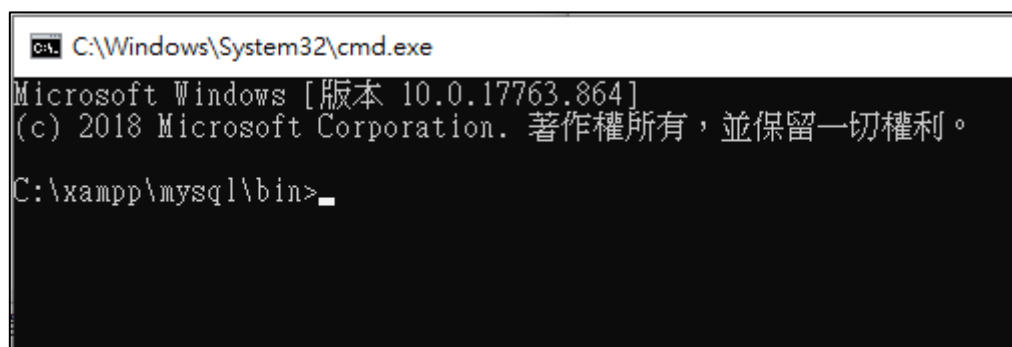 C:\Windows\System32\cmd.exe
Microsoft Windows [版本 10.0.17763.864]
(c) 2018 Microsoft Corporation. 著作權所有，並保留一切權利。
C:\xampp\mysql\bin>